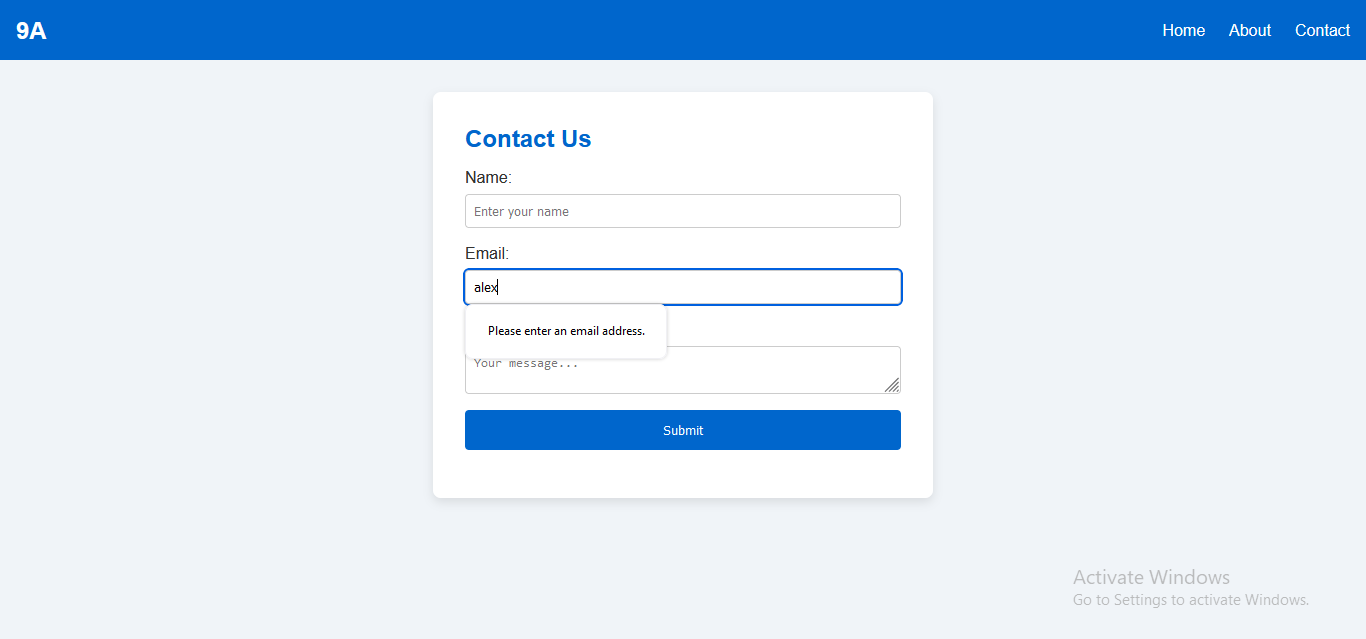 9A
Home About Contact
Contact Us
Name:
Enter your name
Email:
alex
Please enter an email address.
Your message...
Submit
Activate Windows
Go to Settings to activate Windows.